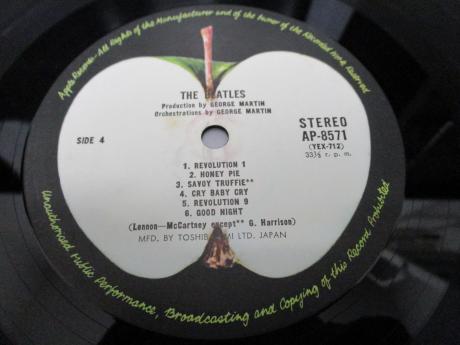 Apple Records · All Rights of the Manufacturer and of the Owner of the Recorded Work Reserved
THE BEATLES
Production by GEORGE MARTIN
Orchestrations by GEORGE MARTIN
SIDE 4
STEREO
AP-8571
(YEX-712)
33⅓ r. p. m.
1. REVOLUTION 1
2. HONEY PIE
3. SAVOY TRUFFIE**
4. CRY BABY CRY
5. REVOLUTION 9
6. GOOD NIGHT
(Lennon—McCartney except** G. Harrison)
MFD. BY TOSHIBA EMI LTD. JAPAN
Unauthorised Public Performance, Broadcasting and Copying of this Record Prohibited